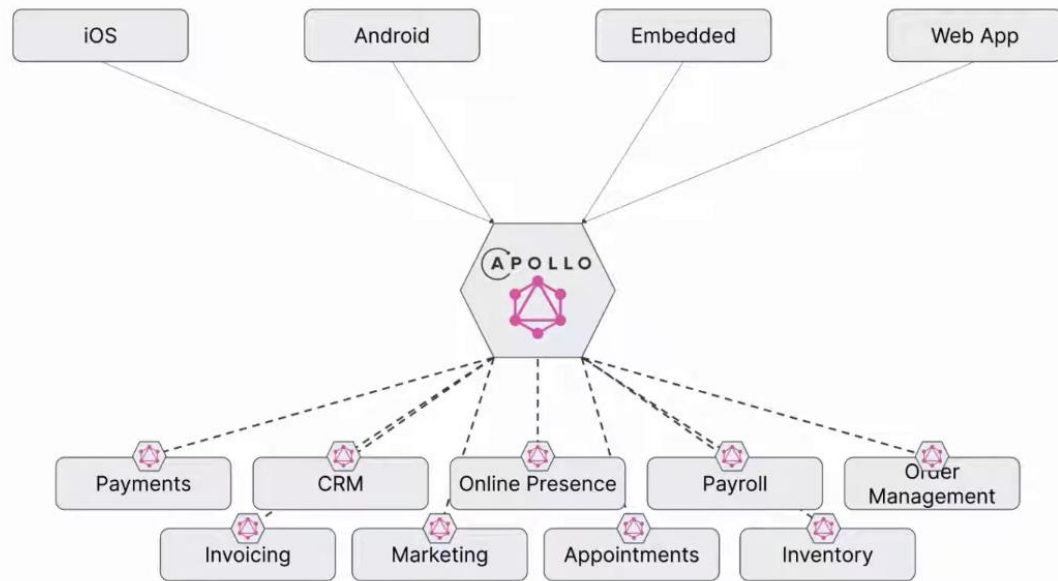 iOS
Android
Embedded
Web App
APOLLO
Payments
CRM
Online Presence
Payroll
Order
Management
Invoicing
Marketing
Appointments
Inventory